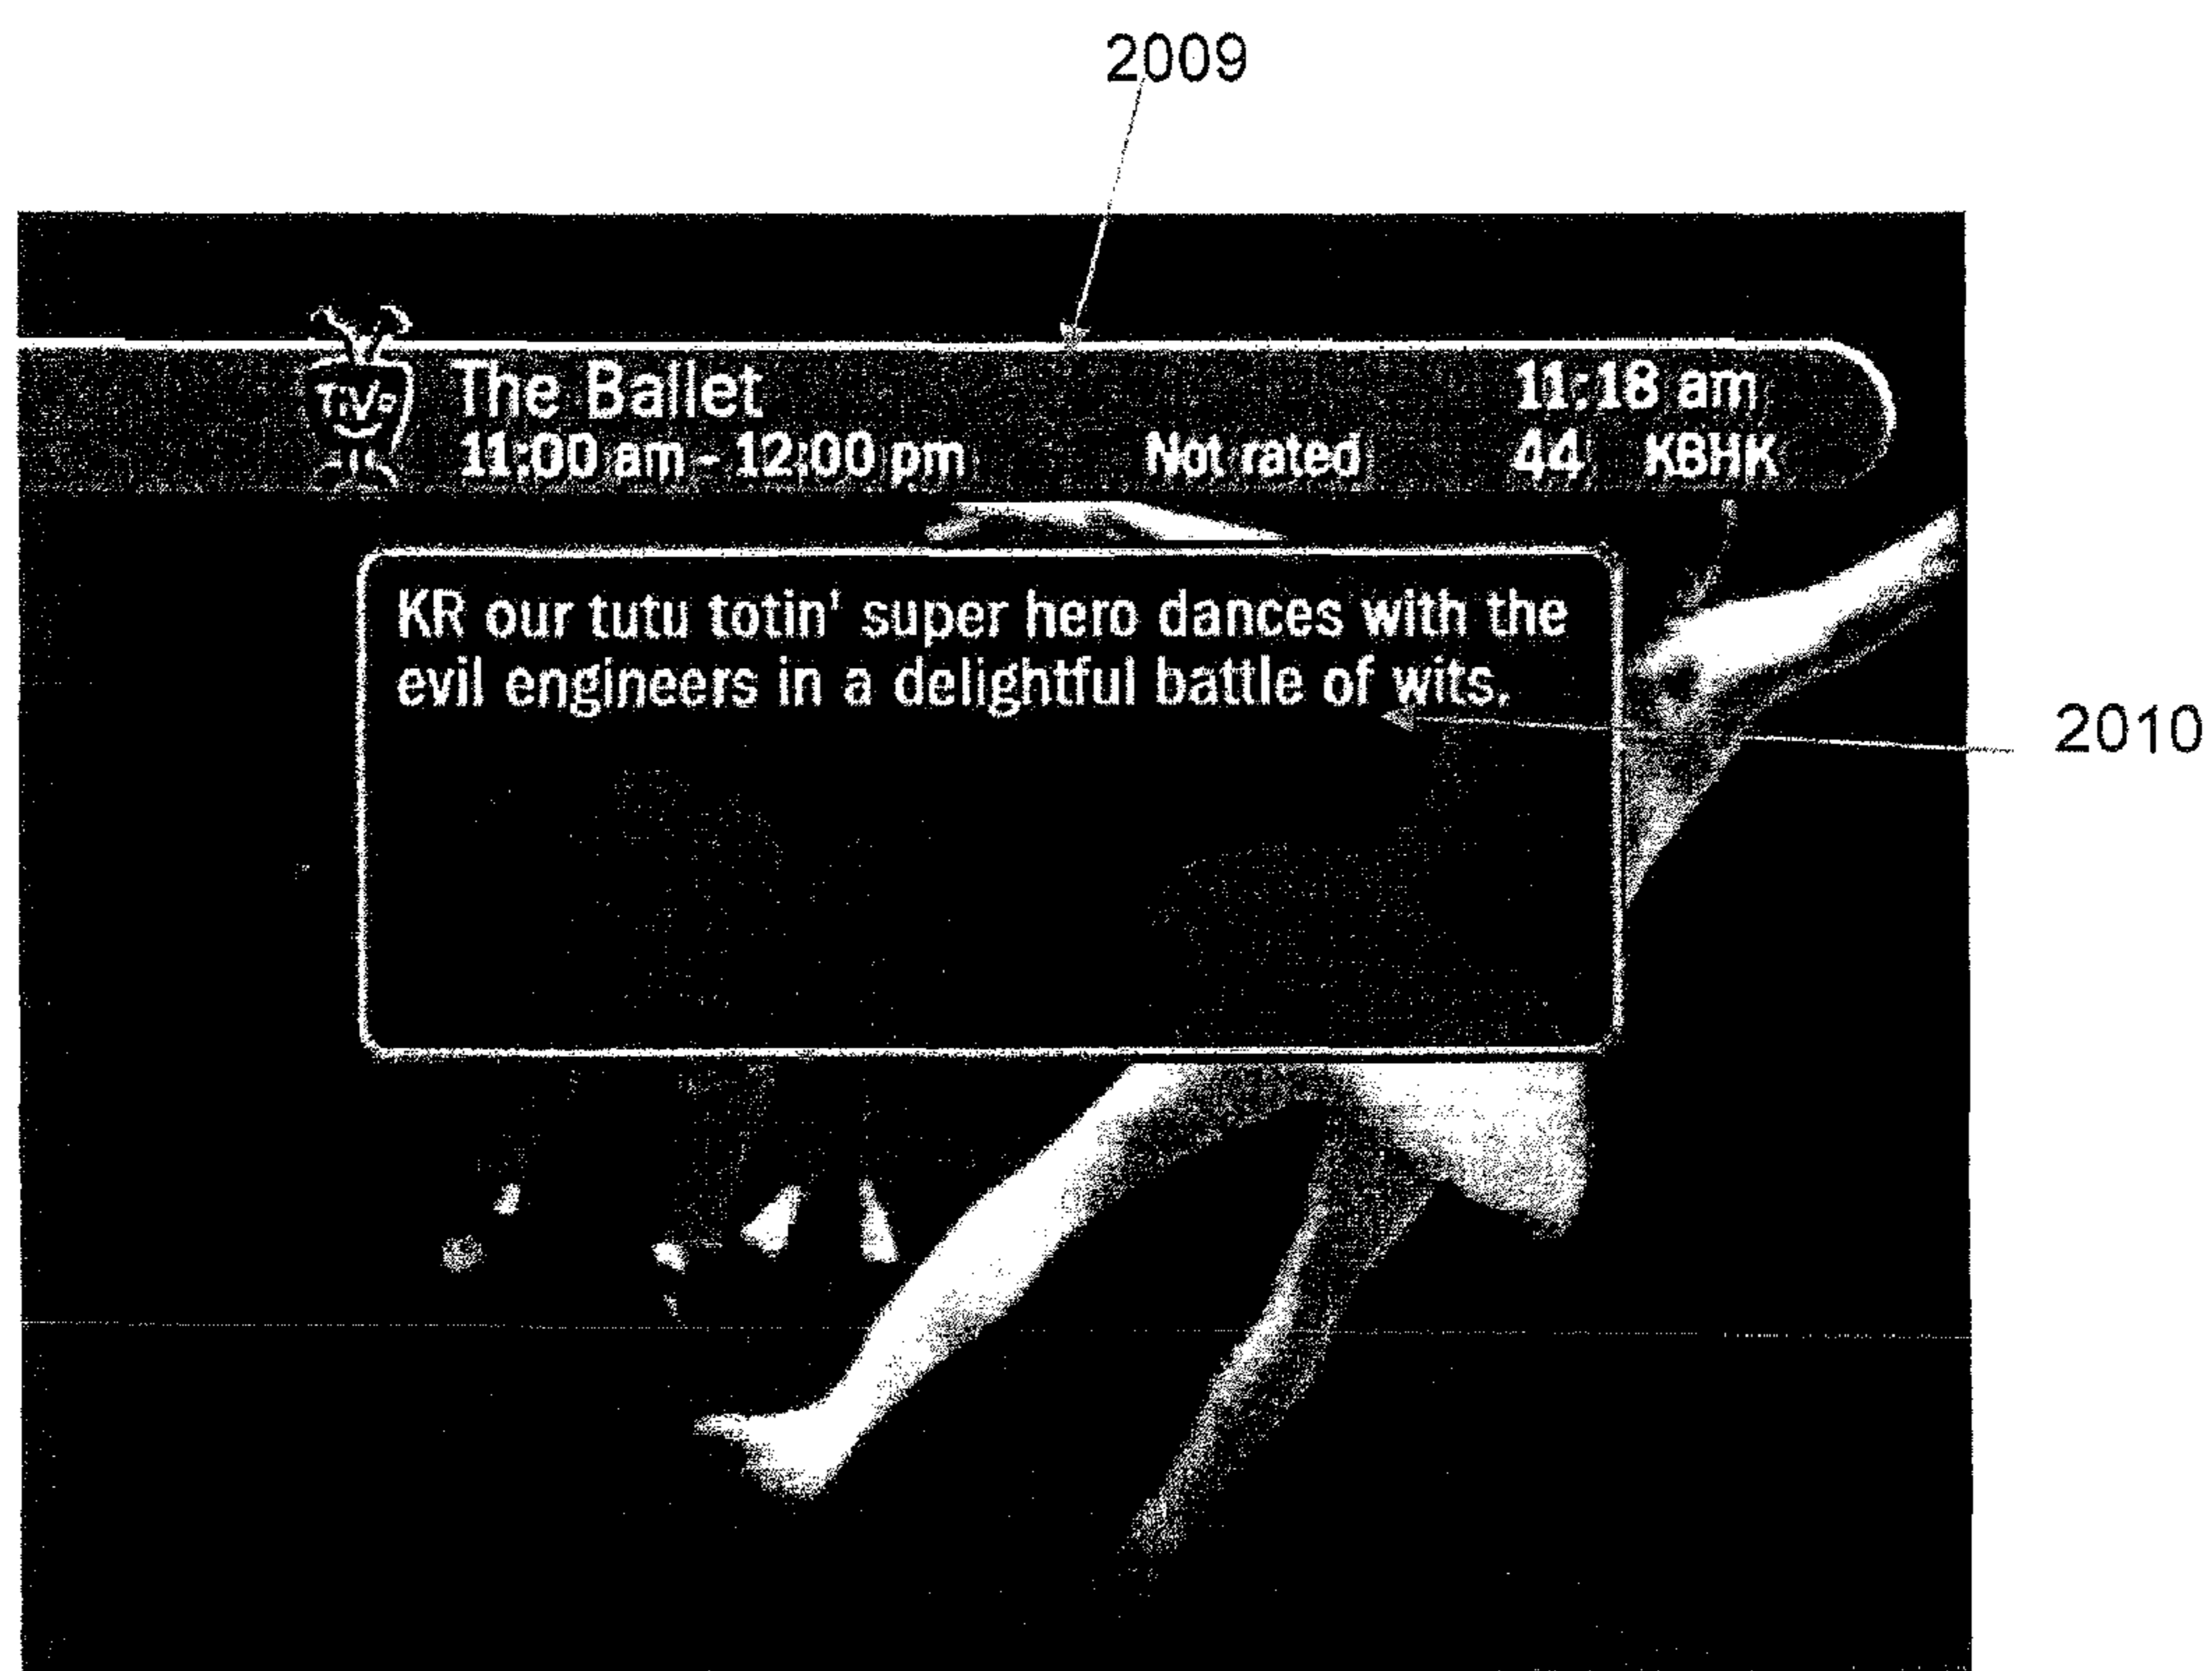 2009
TiVo
The Ballet
11:18 am
11:00 am - 12:00 pm Not rated 44 K8HK
KR our tutu totin' super hero dances with the
evil engineers in a delightful battle of wits.
2010